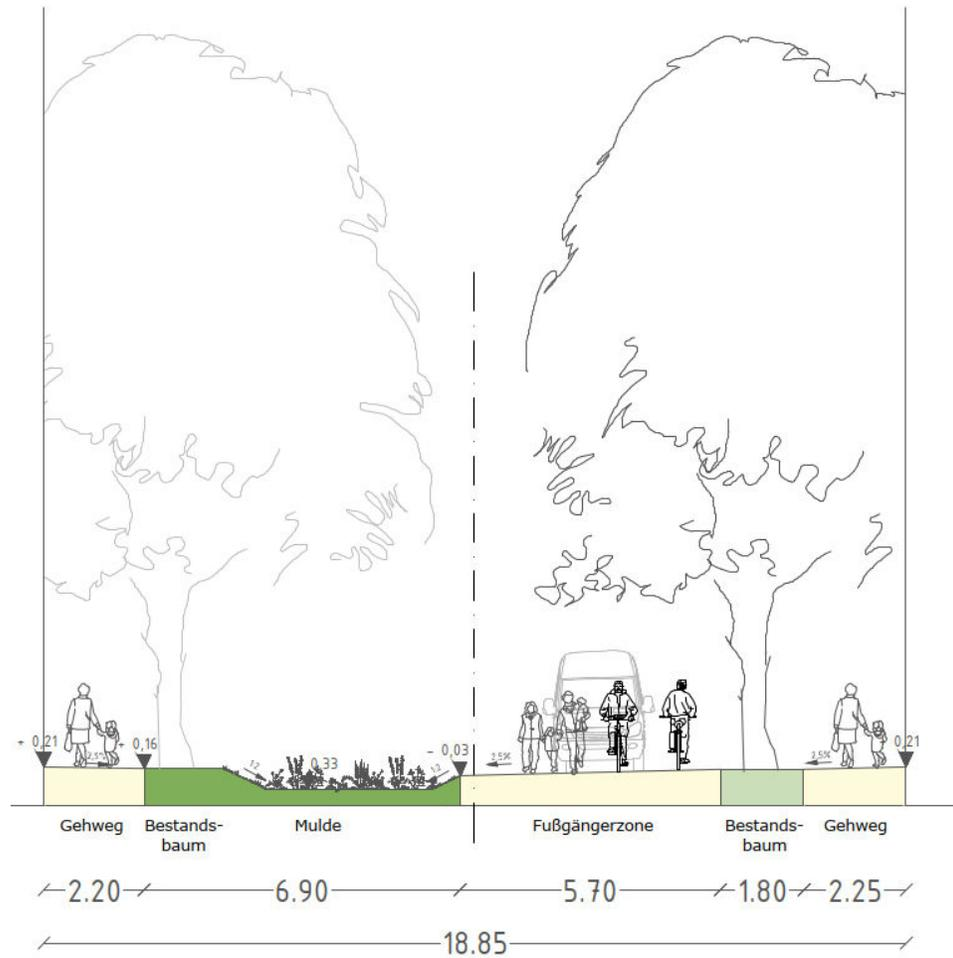 + 0,21
2,5%
+ 0,16
1:2
- 0,33
1:2
- 0,03
2,5%
2,5%
0,21
Gehweg
Bestands-
baum
Mulde
Fußgängerzone
Bestands-
baum
Gehweg
2.20
6.90
5.70
1.80
2.25
18.85